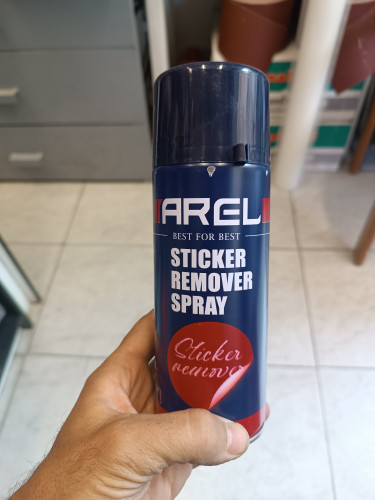 AREL
BEST FOR BEST
STICKER
REMOVER
SPRAY
Sticker
remover